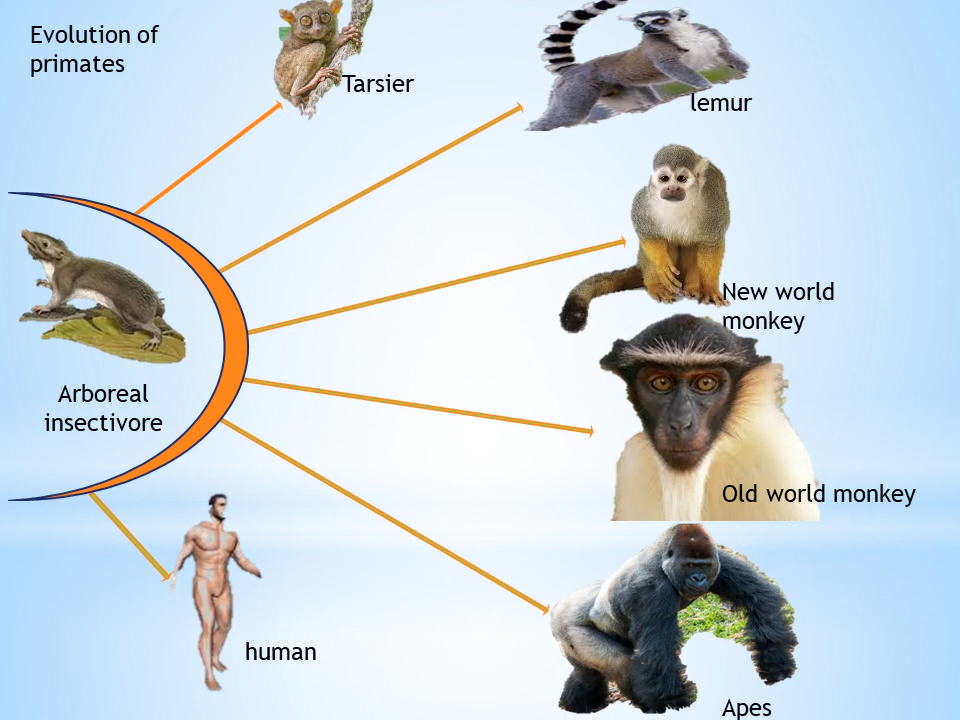 Evolution of
primates
Tarsier
lemur
New world
monkey
Arboreal
insectivore
Old world monkey
human
Apes